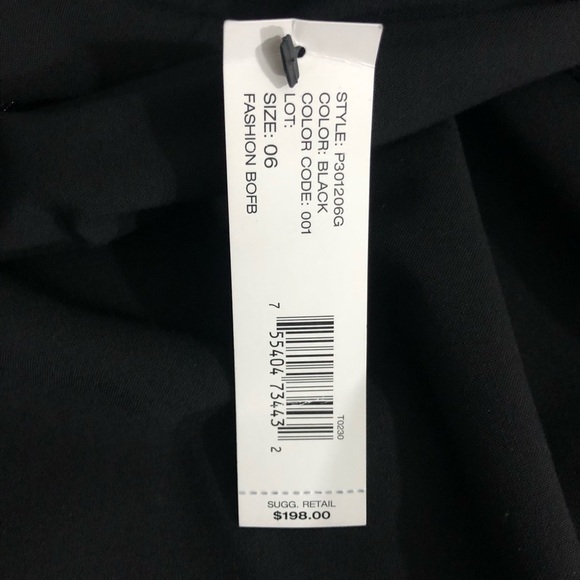 STYLE: P301206G
COLOR: BLACK
COLOR CODE: 001
LOT:
SIZE: 06
FASHION BOFB
7 55404 73443 2
T0230
SUGG. RETAIL
$198.00